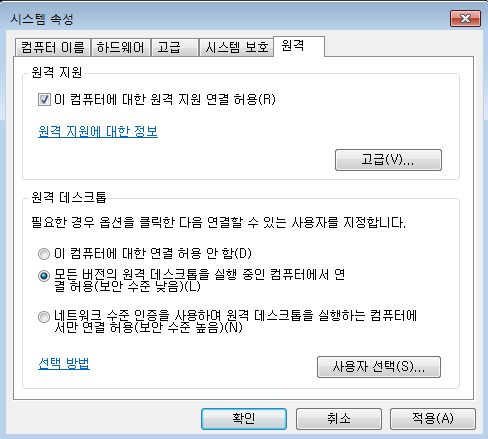 시스템 속성
컴퓨터 이름 하드웨어 고급 시스템 보호 원격
원격 지원
이 컴퓨터에 대한 원격 지원 연결 허용(R)
원격 지원에 대한 정보
고급(V)...
원격 데스크톱
필요한 경우 옵션을 클릭한 다음 연결할 수 있는 사용자를 지정합니다.
이 컴퓨터에 대한 연결 허용 안 함(D)
모든 버전의 원격 데스크톱을 실행 중인 컴퓨터에서 연
결 허용(보안 수준 낮음)(L)
네트워크 수준 인증을 사용하며 원격 데스크톱을 실행하는 컴퓨터에
서만 연결 허용(보안 수준 높음)(N)
선택 방법
사용자 선택(S)...
확인 취소 적용(A)